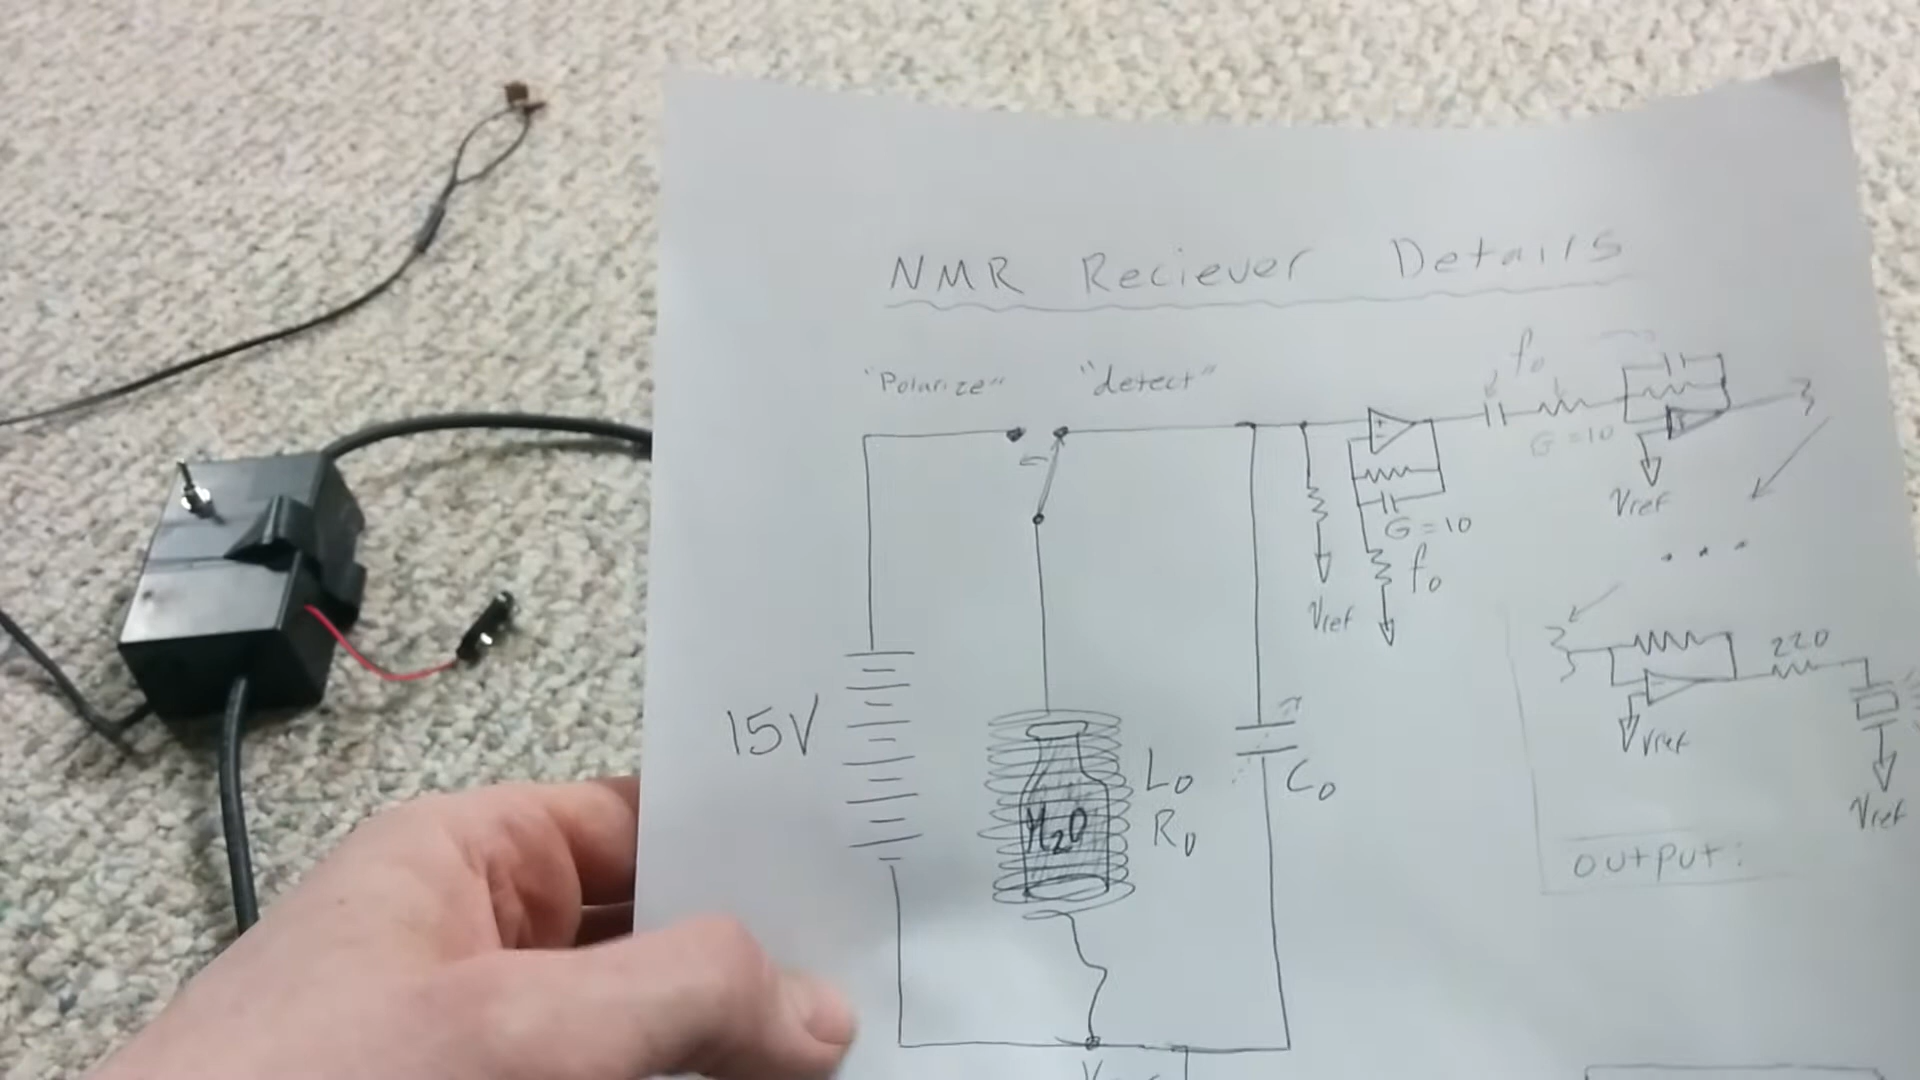 NMR Reciever Details
"Polarize" "detect"
f0
G=10
Vref
G=10
f0
Vref
220
Vref
Vref
output:
15V
H2O
L0
R0
C0